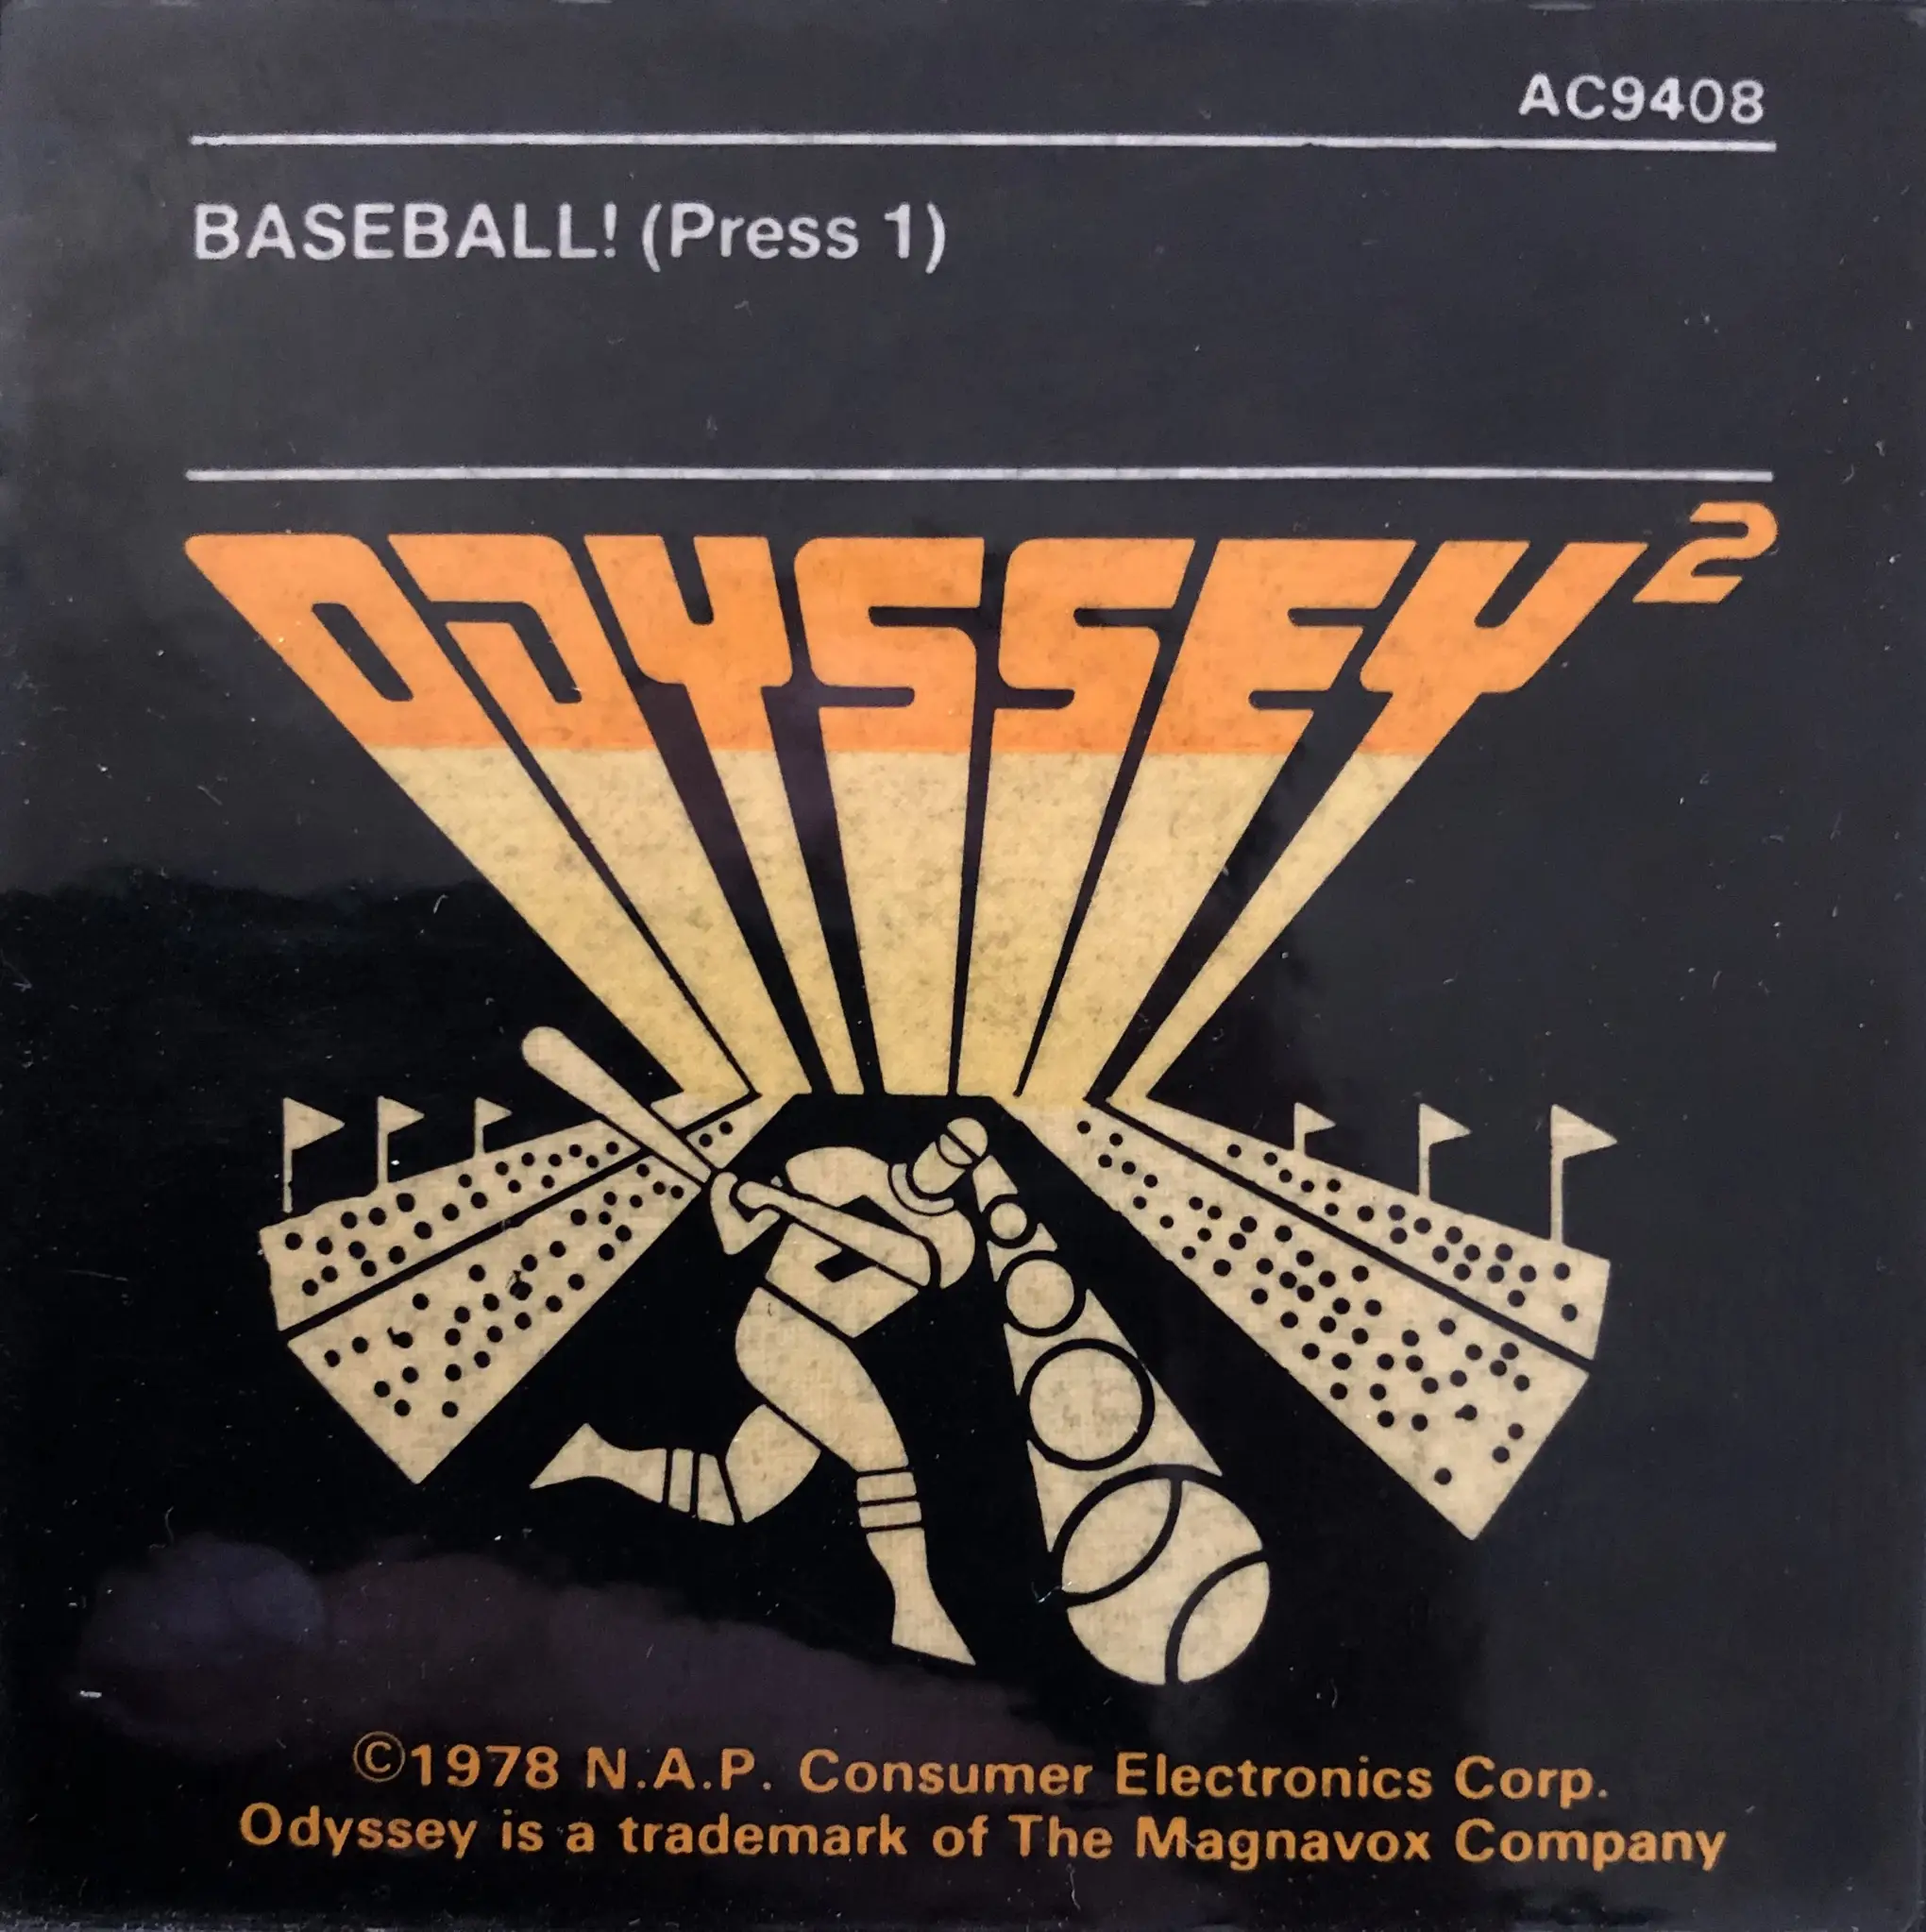 AC9408
BASEBALL! (Press 1)
ODYSSEY²
©1978 N.A.P. Consumer Electronics Corp.
Odyssey is a trademark of The Magnavox Company